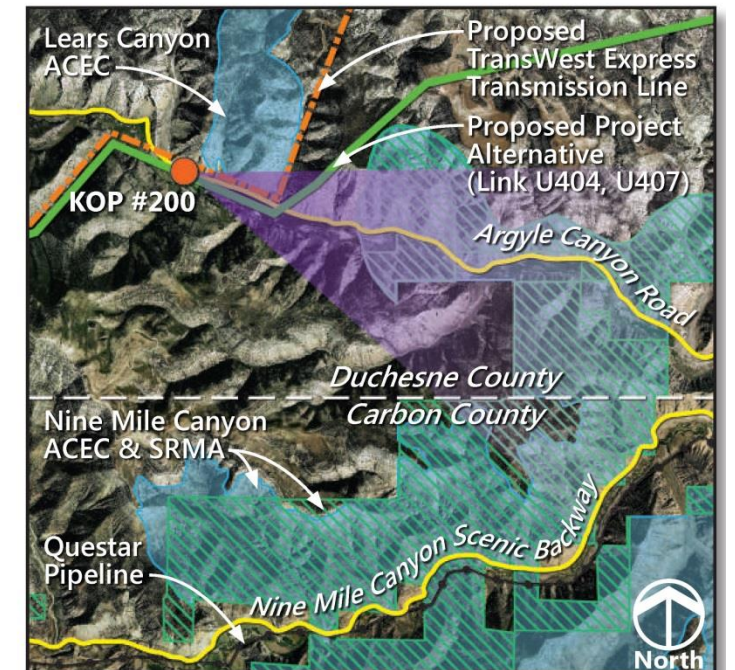 Lears Canyon
ACEC
Proposed
TransWest Express
Transmission Line
Proposed Project
Alternative
(Link U404, U407)
KOP #200
Argyle Canyon Road
Duchesne County
Carbon County
Nine Mile Canyon
ACEC & SRMA
Questar
Pipeline
Nine Mile Canyon Scenic Backway
North